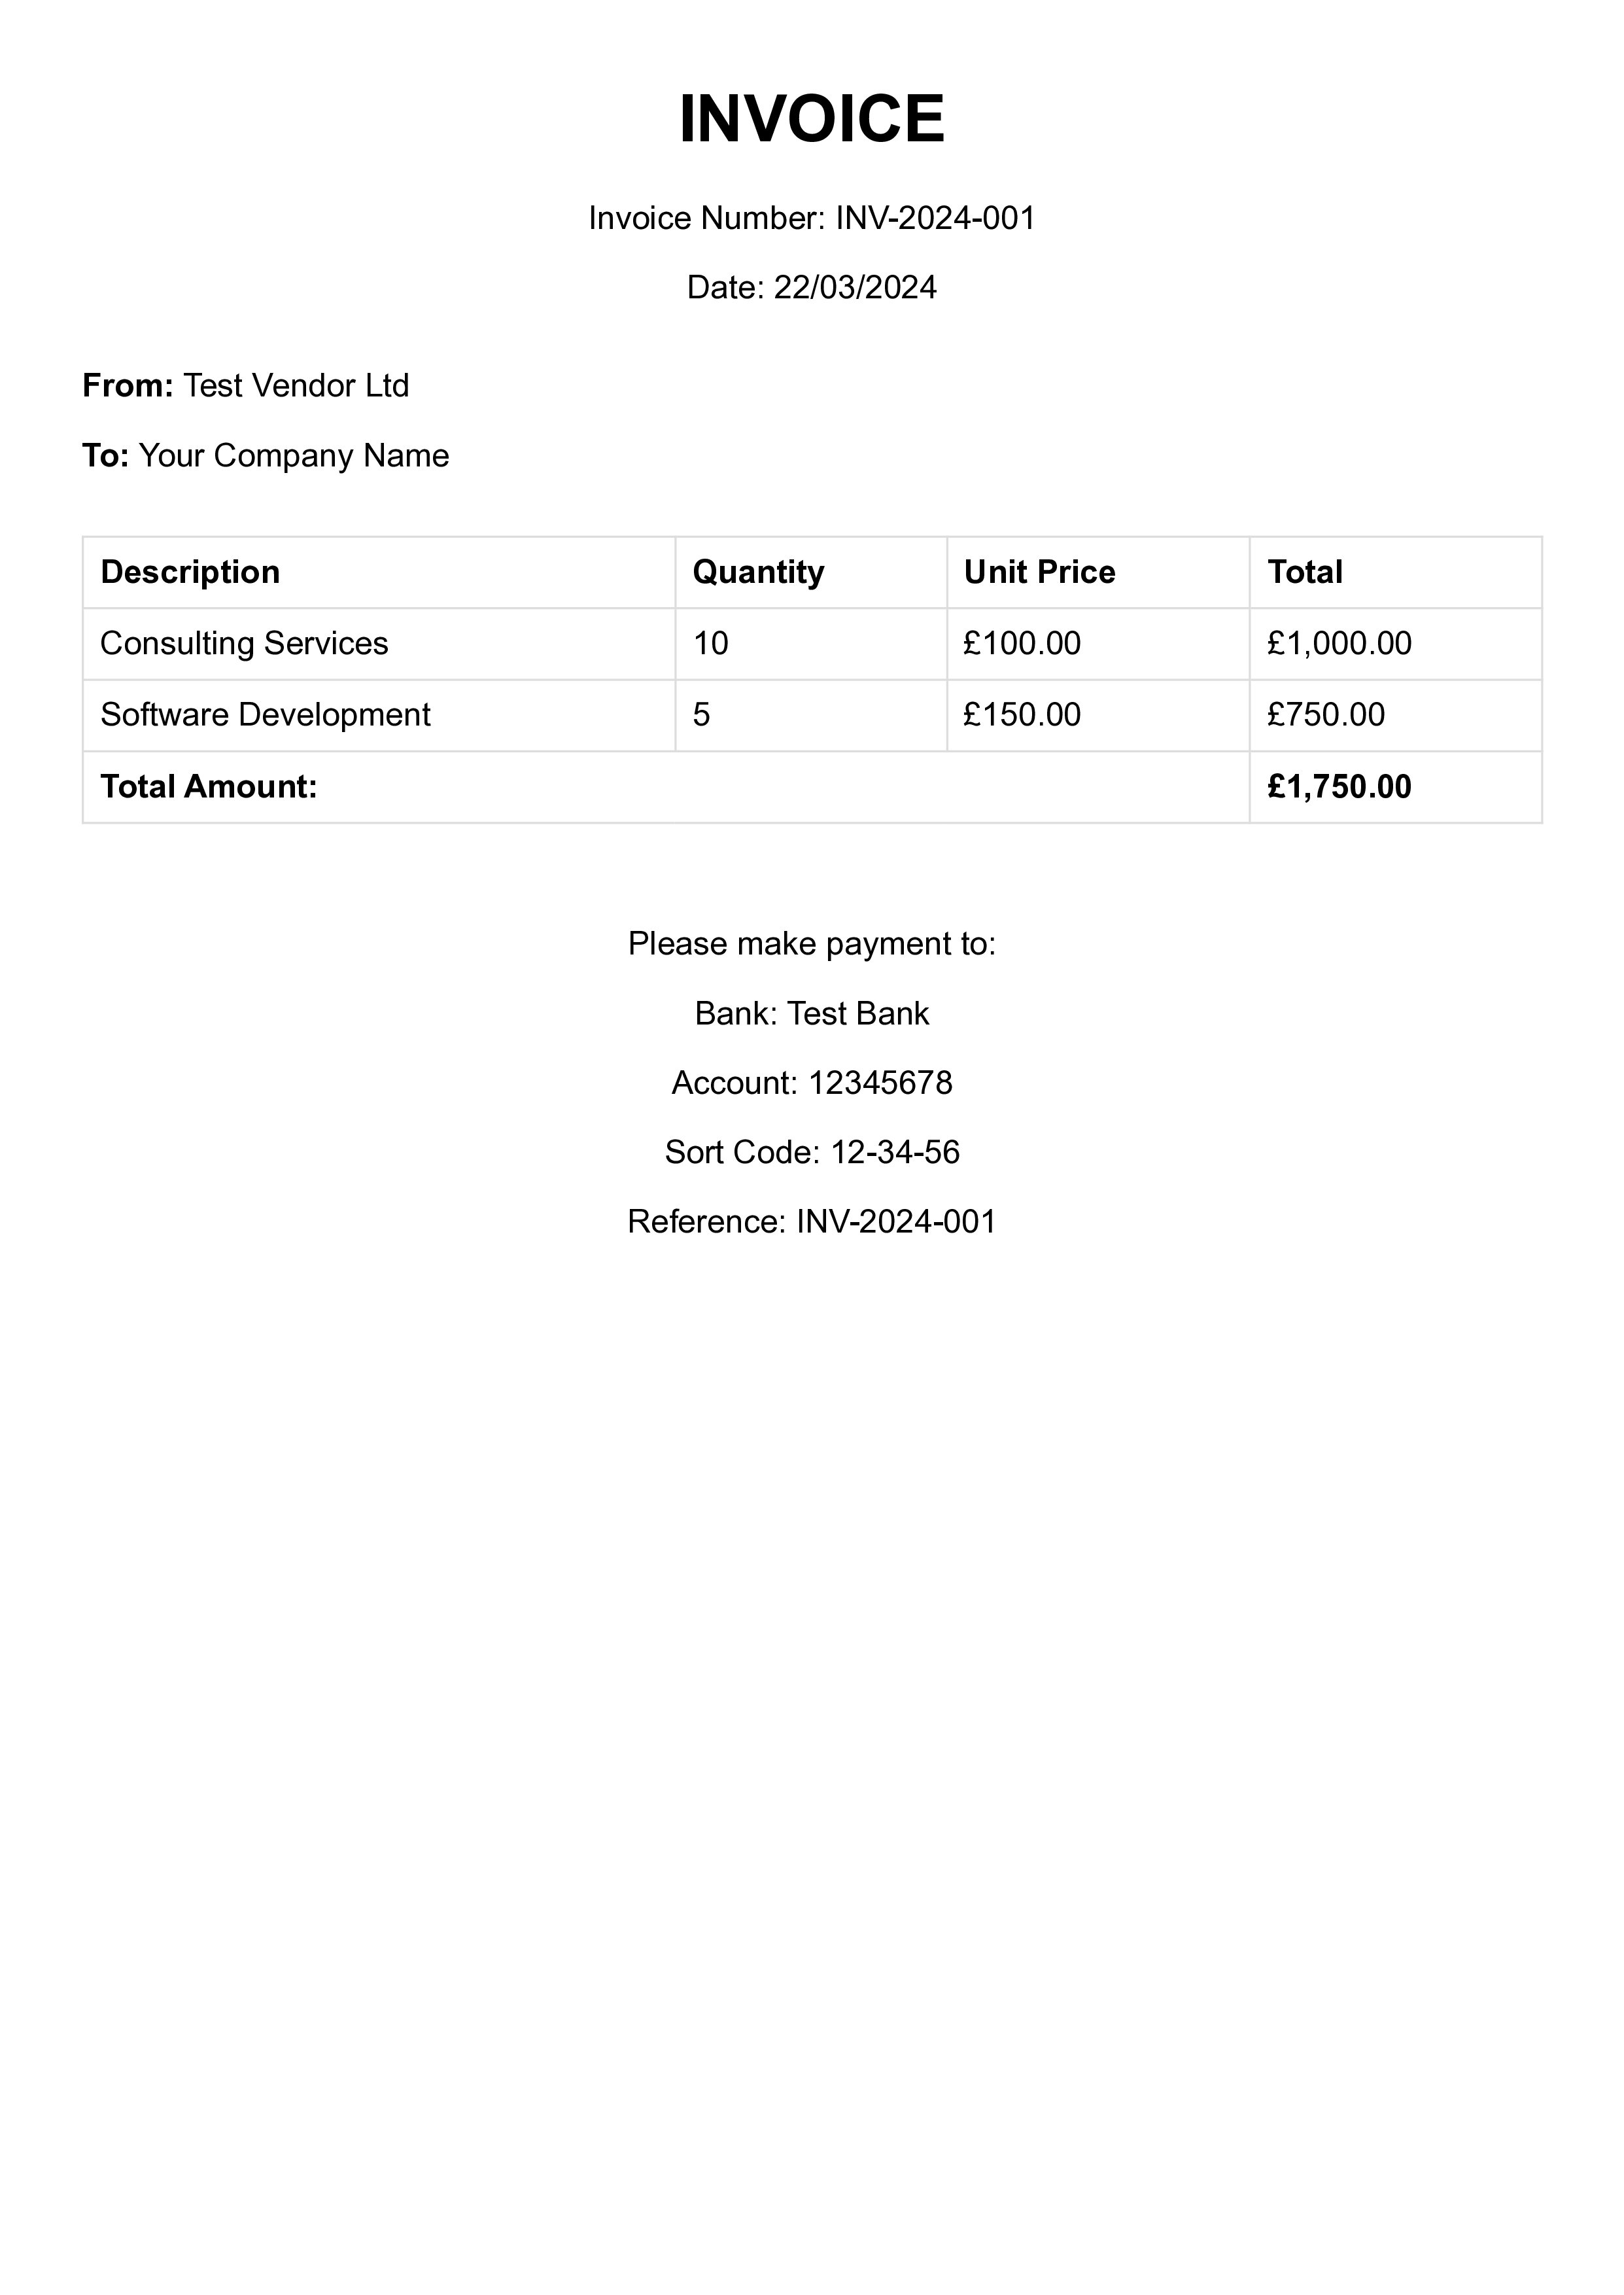 INVOICE
Invoice Number: INV-2024-001
Date: 22/03/2024
From: Test Vendor Ltd
To: Your Company Name
Description Quantity Unit Price Total
Consulting Services 10 £100.00 £1,000.00
Software Development 5 £150.00 £750.00
Total Amount: £1,750.00
Please make payment to:
Bank: Test Bank
Account: 12345678
Sort Code: 12-34-56
Reference: INV-2024-001